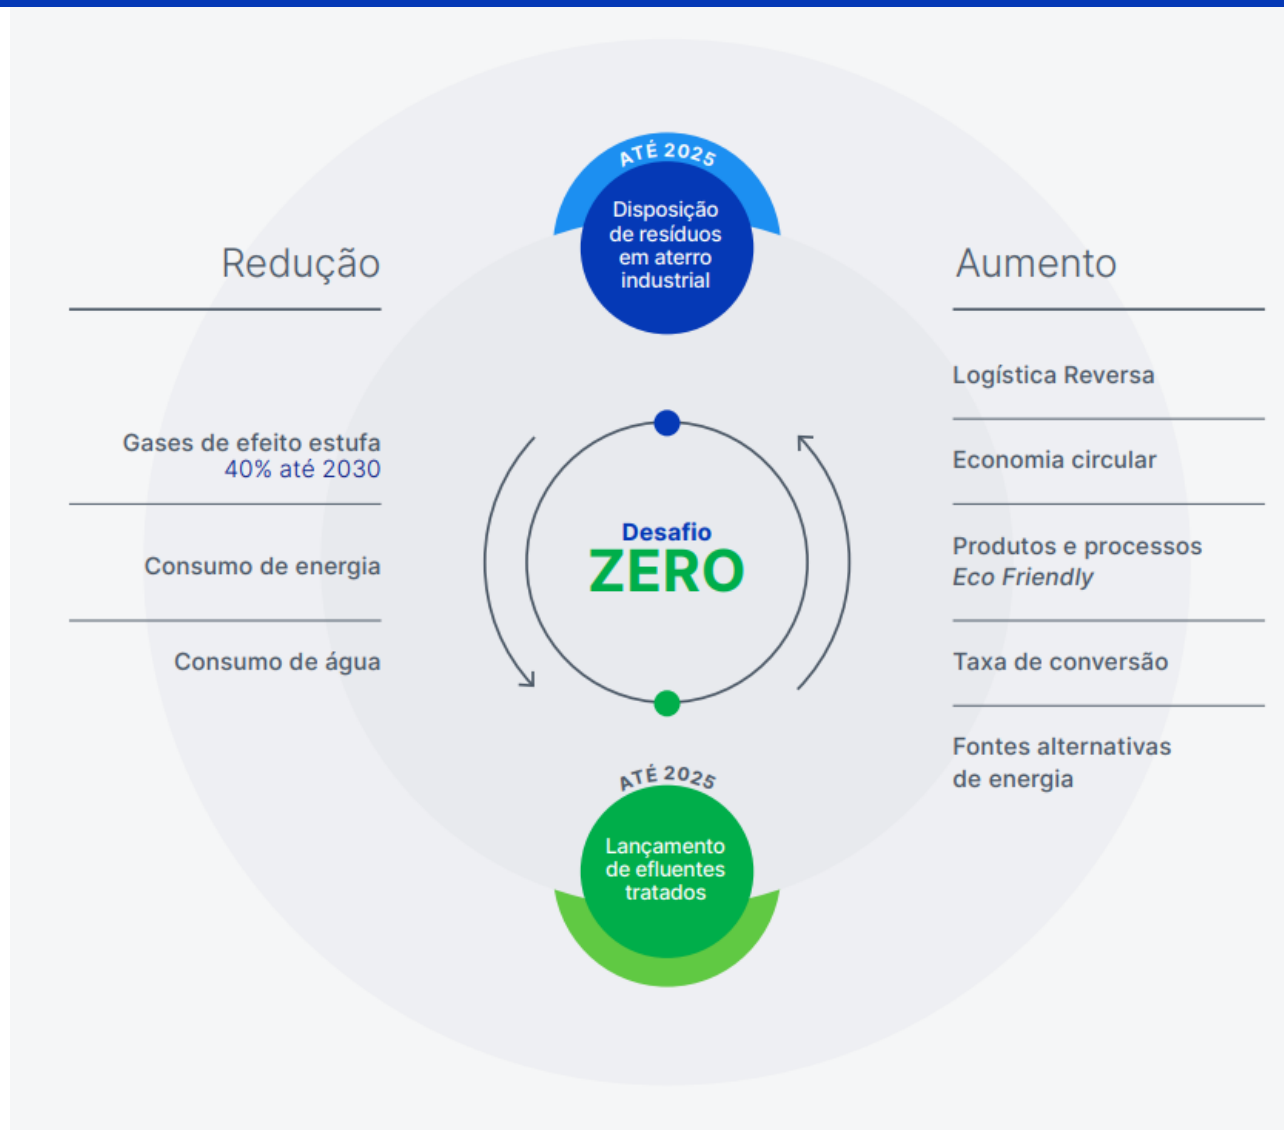 ATÉ 2025
Disposição
de resíduos
em aterro
industrial
Redução
Gases de efeito estufa
40% até 2030
Consumo de energia
Consumo de água
Desafio
ZERO
Aumento
Logística Reversa
Economia circular
Produtos e processos
Eco Friendly
Taxa de conversão
Fontes alternativas
de energia
ATÉ 2025
Lançamento
de efluentes
tratados